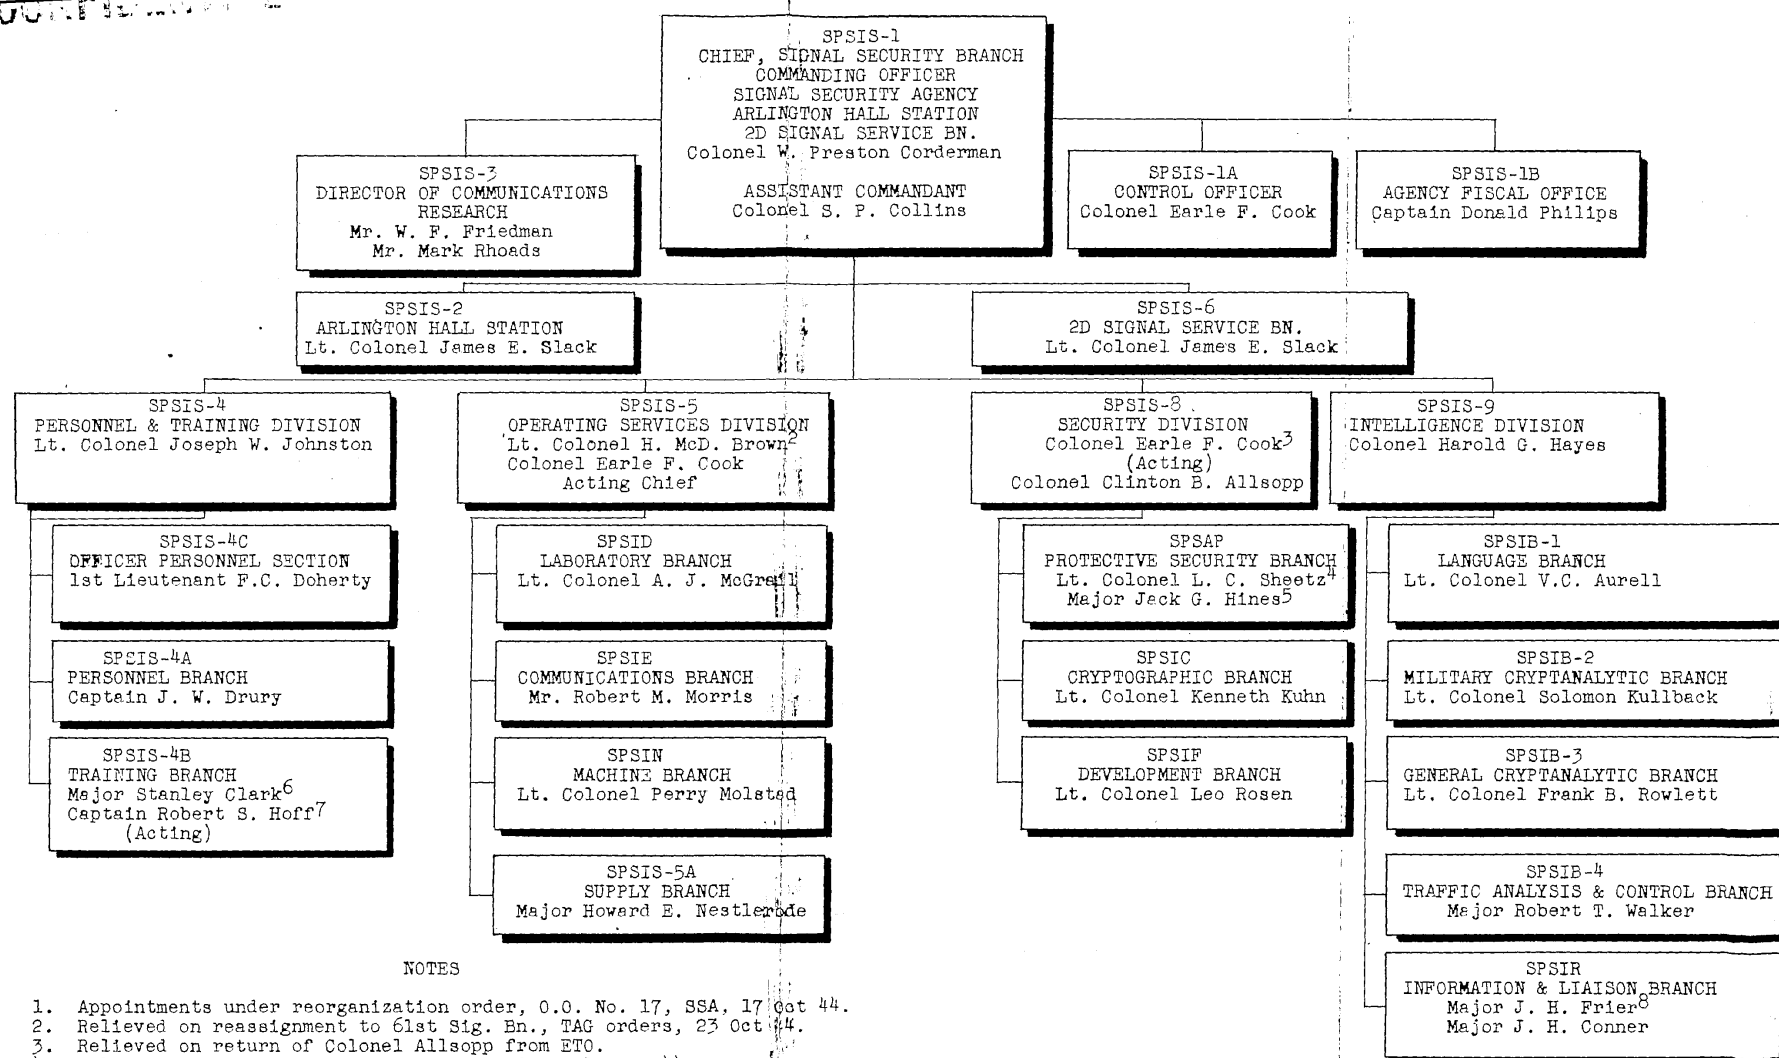 SPSIS-1
CHIEF, SIGNAL SECURITY BRANCH
COMMANDING OFFICER
SIGNAL SECURITY AGENCY
ARLINGTON HALL STATION
2D SIGNAL SERVICE BN.
Colonel W. Preston Corderman
ASSISTANT COMMANDANT
Colonel S. P. Collins
SPSIS-3
DIRECTOR OF COMMUNICATIONS
RESEARCH
Mr. W. F. Friedman
Mr. Mark Rhoads
SPSIS-1A
CONTROL OFFICER
Colonel Earle F. Cook
SPSIS-1B
AGENCY FISCAL OFFICE
Captain Donald Philips
SPSIS-2
ARLINGTON HALL STATION
Lt. Colonel James E. Slack
SPSIS-6
2D SIGNAL SERVICE BN.
Lt. Colonel James E. Slack
SPSIS-4
PERSONNEL & TRAINING DIVISION
Lt. Colonel Joseph W. Johnston
SPSIS-5
OPERATING SERVICES DIVISION
Lt. Colonel H. McD. Brown2
Colonel Earle F. Cook
Acting Chief
SPSIS-8
SECURITY DIVISION
Colonel Earle F. Cook3
(Acting)
Colonel Clinton B. Allsopp
SPSIS-9
INTELLIGENCE DIVISION
Colonel Harold G. Hayes
SPSIS-4C
OFFICER PERSONNEL SECTION
1st Lieutenant F.C. Doherty
SPSIS-4A
PERSONNEL BRANCH
Captain J. W. Drury
SPSIS-4B
TRAINING BRANCH
Major Stanley Clark6
Captain Robert S. Hoff7
(Acting)
SPSID
LABORATORY BRANCH
Lt. Colonel A. J. McGrail
SPSIE
COMMUNICATIONS BRANCH
Mr. Robert M. Morris
SPSIN
MACHINE BRANCH
Lt. Colonel Perry Molstad
SPSIS-5A
SUPPLY BRANCH
Major Howard E. Nestlerode
SPSAP
PROTECTIVE SECURITY BRANCH
Lt. Colonel L. C. Sheetz4
Major Jack G. Hines5
SPSIC
CRYPTOGRAPHIC BRANCH
Lt. Colonel Kenneth Kuhn
SPSIF
DEVELOPMENT BRANCH
Lt. Colonel Leo Rosen
SPSIB-1
LANGUAGE BRANCH
Lt. Colonel V.C. Aurell
SPSIB-2
MILITARY CRYPTANALYTIC BRANCH
Lt. Colonel Solomon Kullback
SPSIB-3
GENERAL CRYPTANALYTIC BRANCH
Lt. Colonel Frank B. Rowlett
SPSIB-4
TRAFFIC ANALYSIS & CONTROL BRANCH
Major Robert T. Walker
SPSIR
INFORMATION & LIAISON BRANCH
Major J. H. Frier8
Major J. H. Conner
NOTES
1. Appointments under reorganization order, O.O. No. 17, SSA, 17 Oct 44.
2. Relieved on reassignment to 61st Sig. Bn., TAG orders, 23 Oct 44.
3. Relieved on return of Colonel Allsopp from ETO.